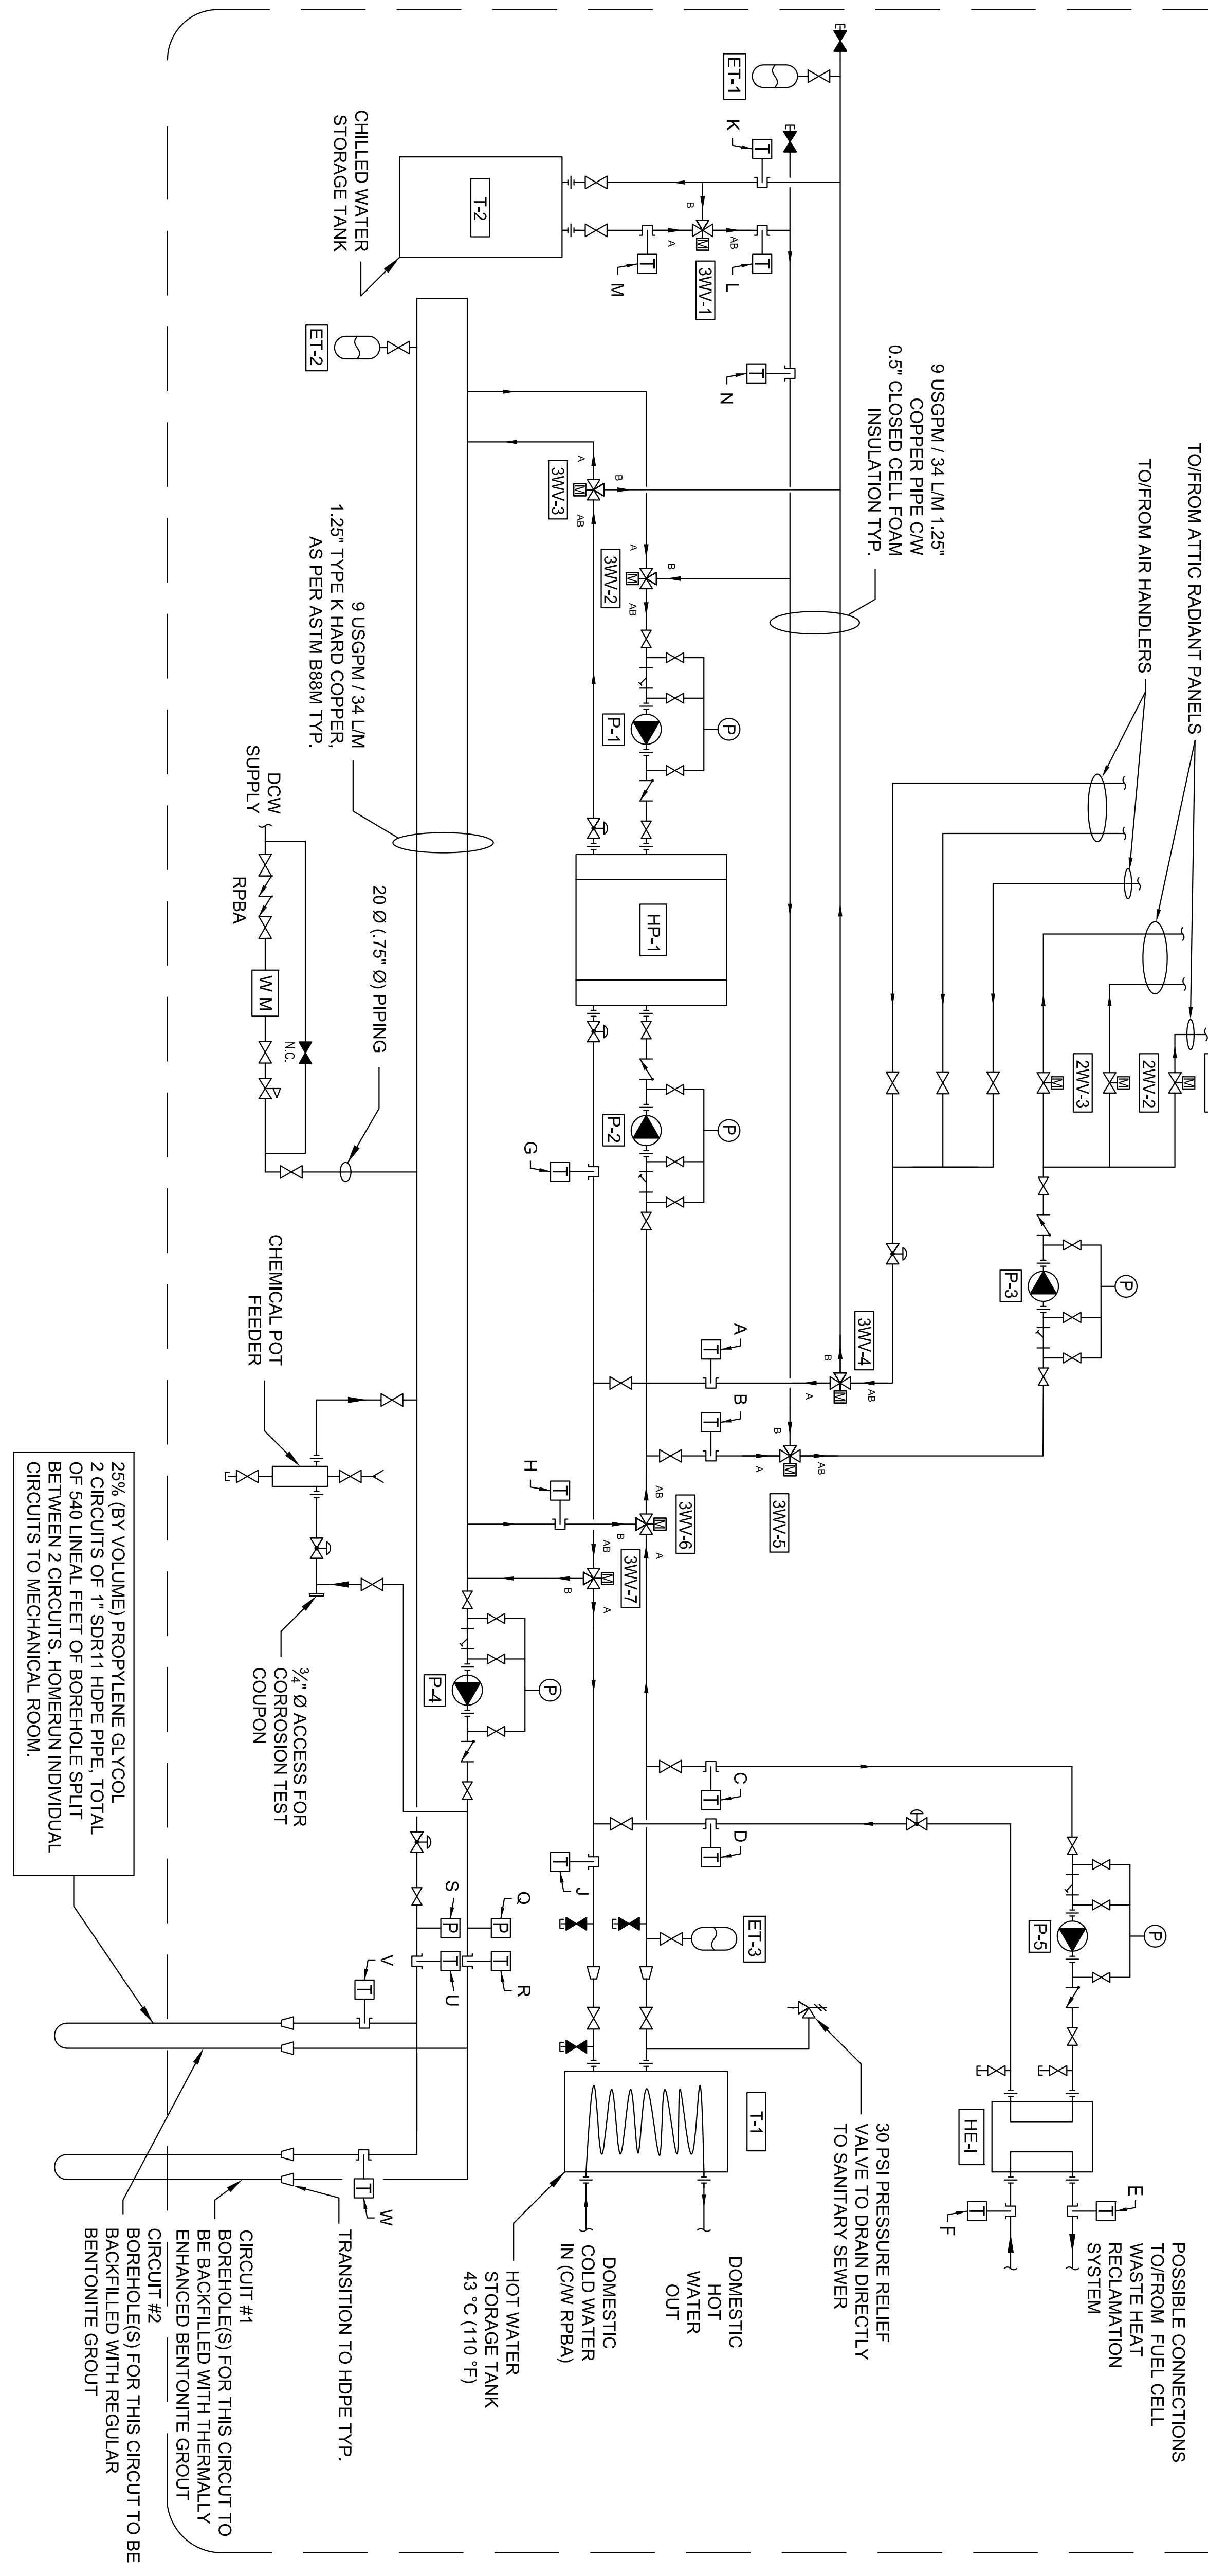 TO/FROM ATTIC RADIANT PANELS
TO/FROM AIR HANDLERS
9 USGPM / 34 L/M 1.25"
COPPER PIPE C/W
0.5" CLOSED CELL FOAM
INSULATION TYP.
ET-1
K
T
T-2
CHILLED WATER
STORAGE TANK
B
A
AB
M
3WV-1
T
L
T
M
T
N
ET-2
A
B
AB
M
3WV-3
A
B
AB
M
3WV-2
P
P-1
9 USGPM / 34 L/M
1.25" TYPE K HARD COPPER,
AS PER ASTM B88M TYP.
DCW
SUPPLY
RPBA
W M
N.C.
20 Ø (.75" Ø) PIPING
HP-1
P
P-2
T
G
2WV-3
M
2WV-2
M
M
P
P-3
3WV-4
B
A
AB
M
T
A
T
B
B
A
AB
M
3WV-5
T
H
AB
A
B
M
3WV-6
AB
A
B
M
3WV-7
CHEMICAL POT
FEEDER
¾" Ø ACCESS FOR
CORROSION TEST
COUPON
P
P-4
25% (BY VOLUME) PROPYLENE GLYCOL
2 CIRCUITS OF 1" SDR11 HDPE PIPE, TOTAL
OF 540 LINEAL FEET OF BOREHOLE SPLIT
BETWEEN 2 CIRCUITS. HOMERUN INDIVIDUAL
CIRCUITS TO MECHANICAL ROOM.
C
T
D
T
J
T
ET-3
P
P-5
Q
P
S
P
R
T
U
T
V
T
W
T
30 PSI PRESSURE RELIEF
VALVE TO DRAIN DIRECTLY
TO SANITARY SEWER
T-1
HE-I
E
T
F
T
POSSIBLE CONNECTIONS
TO/FROM FUEL CELL
WASTE HEAT
RECLAMATION
SYSTEM
DOMESTIC
HOT
WATER
OUT
DOMESTIC
COLD WATER
IN (C/W RPBA)
HOT WATER
STORAGE TANK
43 °C (110 °F)
TRANSITION TO HDPE TYP.
CIRCUIT #1
BOREHOLE(S) FOR THIS CIRCUT TO
BE BACKFILLED WITH THERMALLY
ENHANCED BENTONITE GROUT
CIRCUIT #2
BOREHOLE(S) FOR THIS CIRCUT TO BE
BACKFILLED WITH REGULAR
BENTONITE GROUT